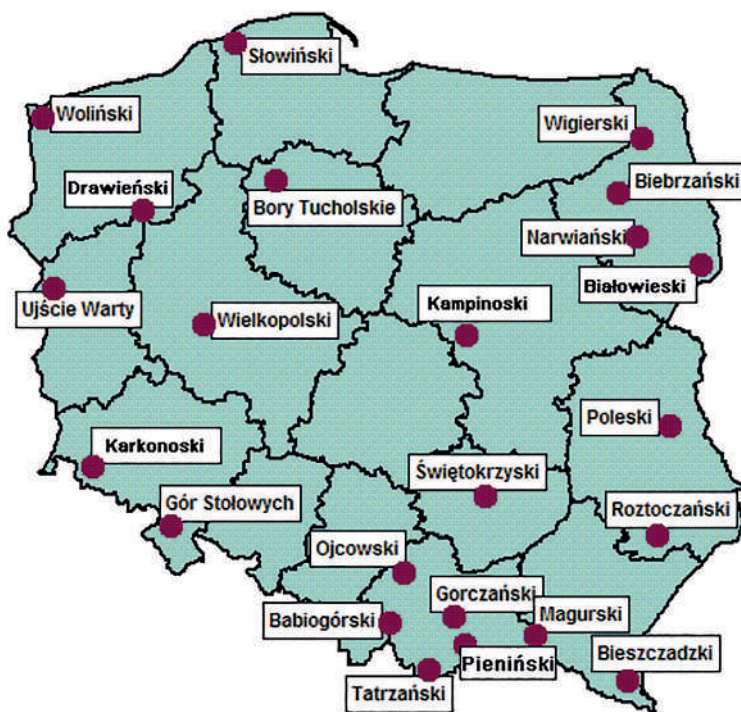 Słowiński
Woliński
Wigierski
Drawieński
Bory Tucholskie
Biebrzański
Narwiański
Białowieski
Ujście Warty
Wielkopolski
Kampinoski
Poleski
Karkonoski
Świętokrzyski
Gór Stołowych
Roztoczański
Ojcowski
Gorczański
Babiogórski
Magurski
Pieniński
Bieszczadzki
Tatrzański